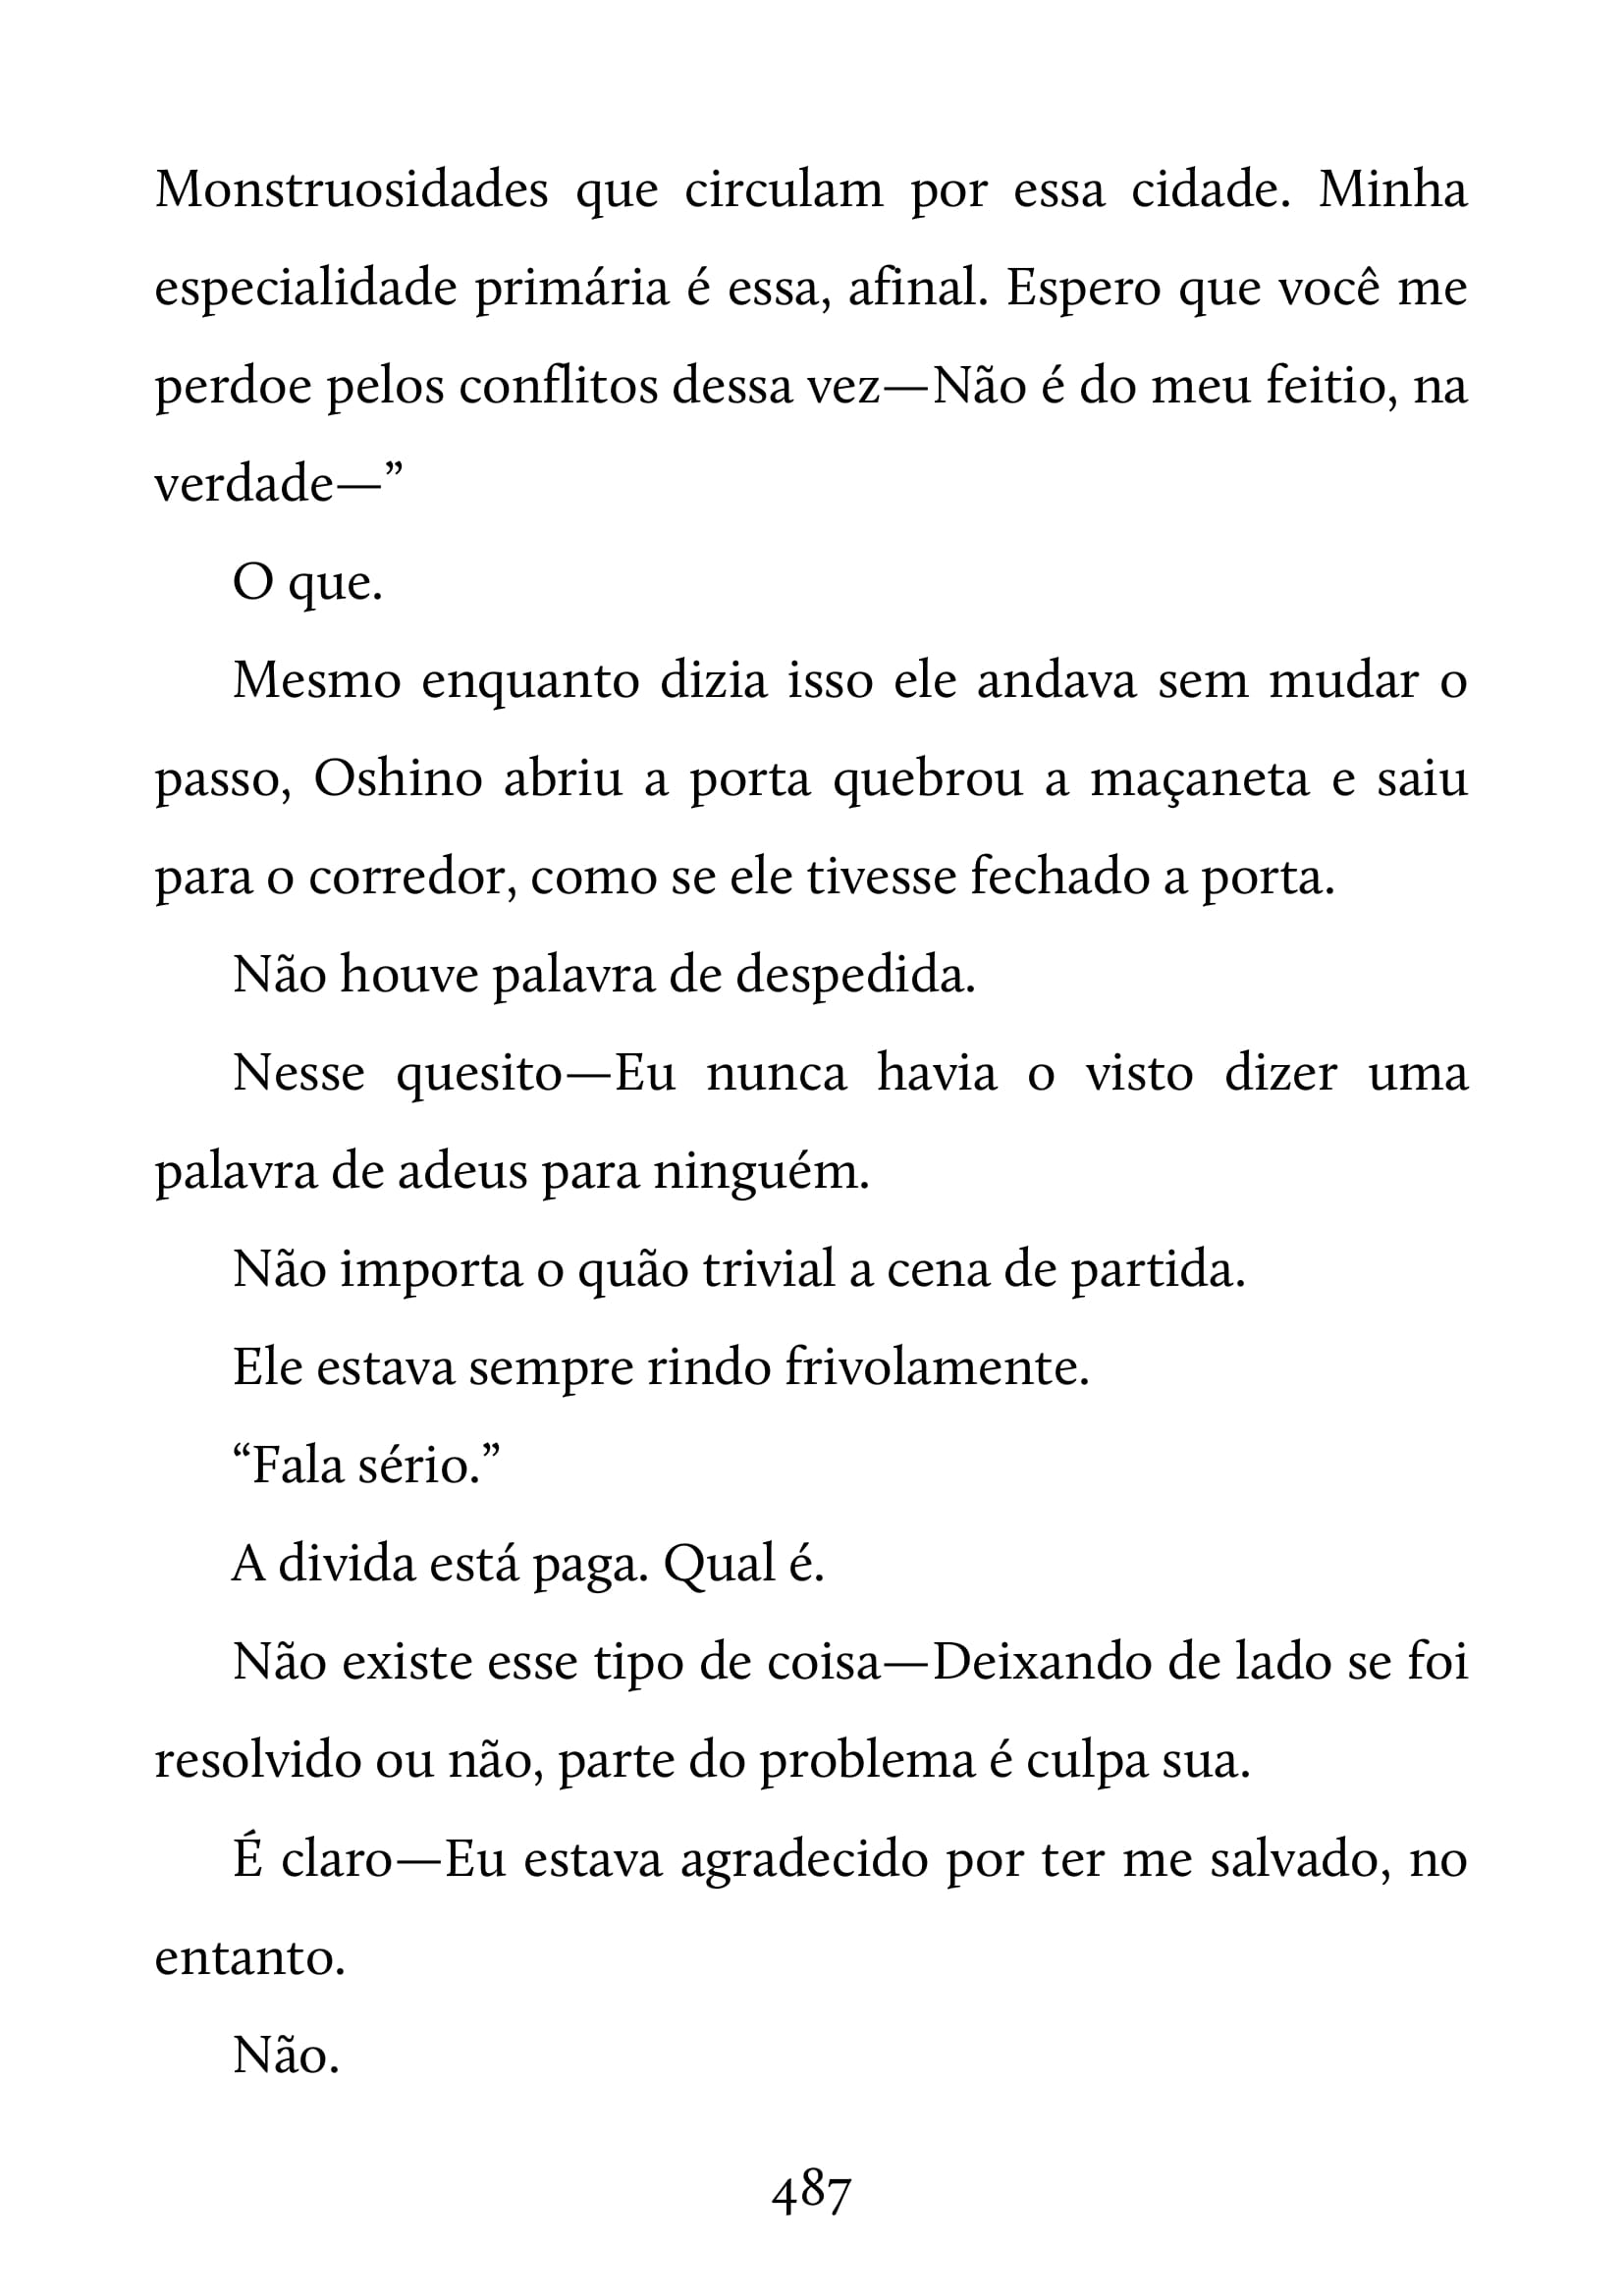 Monstruosidades que circulam por essa cidade. Minha
especialidade primária é essa, afinal. Espero que você me
perdoe pelos conflitos dessa vez—Não é do meu feitio, na
verdade—”
O que.
Mesmo enquanto dizia isso ele andava sem mudar o
passo, Oshino abriu a porta quebrou a maçaneta e saiu
para o corredor, como se ele tivesse fechado a porta.
Não houve palavra de despedida.
Nesse quesito—Eu nunca havia o visto dizer uma
palavra de adeus para ninguém.
Não importa o quão trivial a cena de partida.
Ele estava sempre rindo frivolamente.
“Fala sério.”
A divida está paga. Qual é.
Não existe esse tipo de coisa—Deixando de lado se foi
resolvido ou não, parte do problema é culpa sua.
É claro—Eu estava agradecido por ter me salvado, no
entanto.
Não.
487